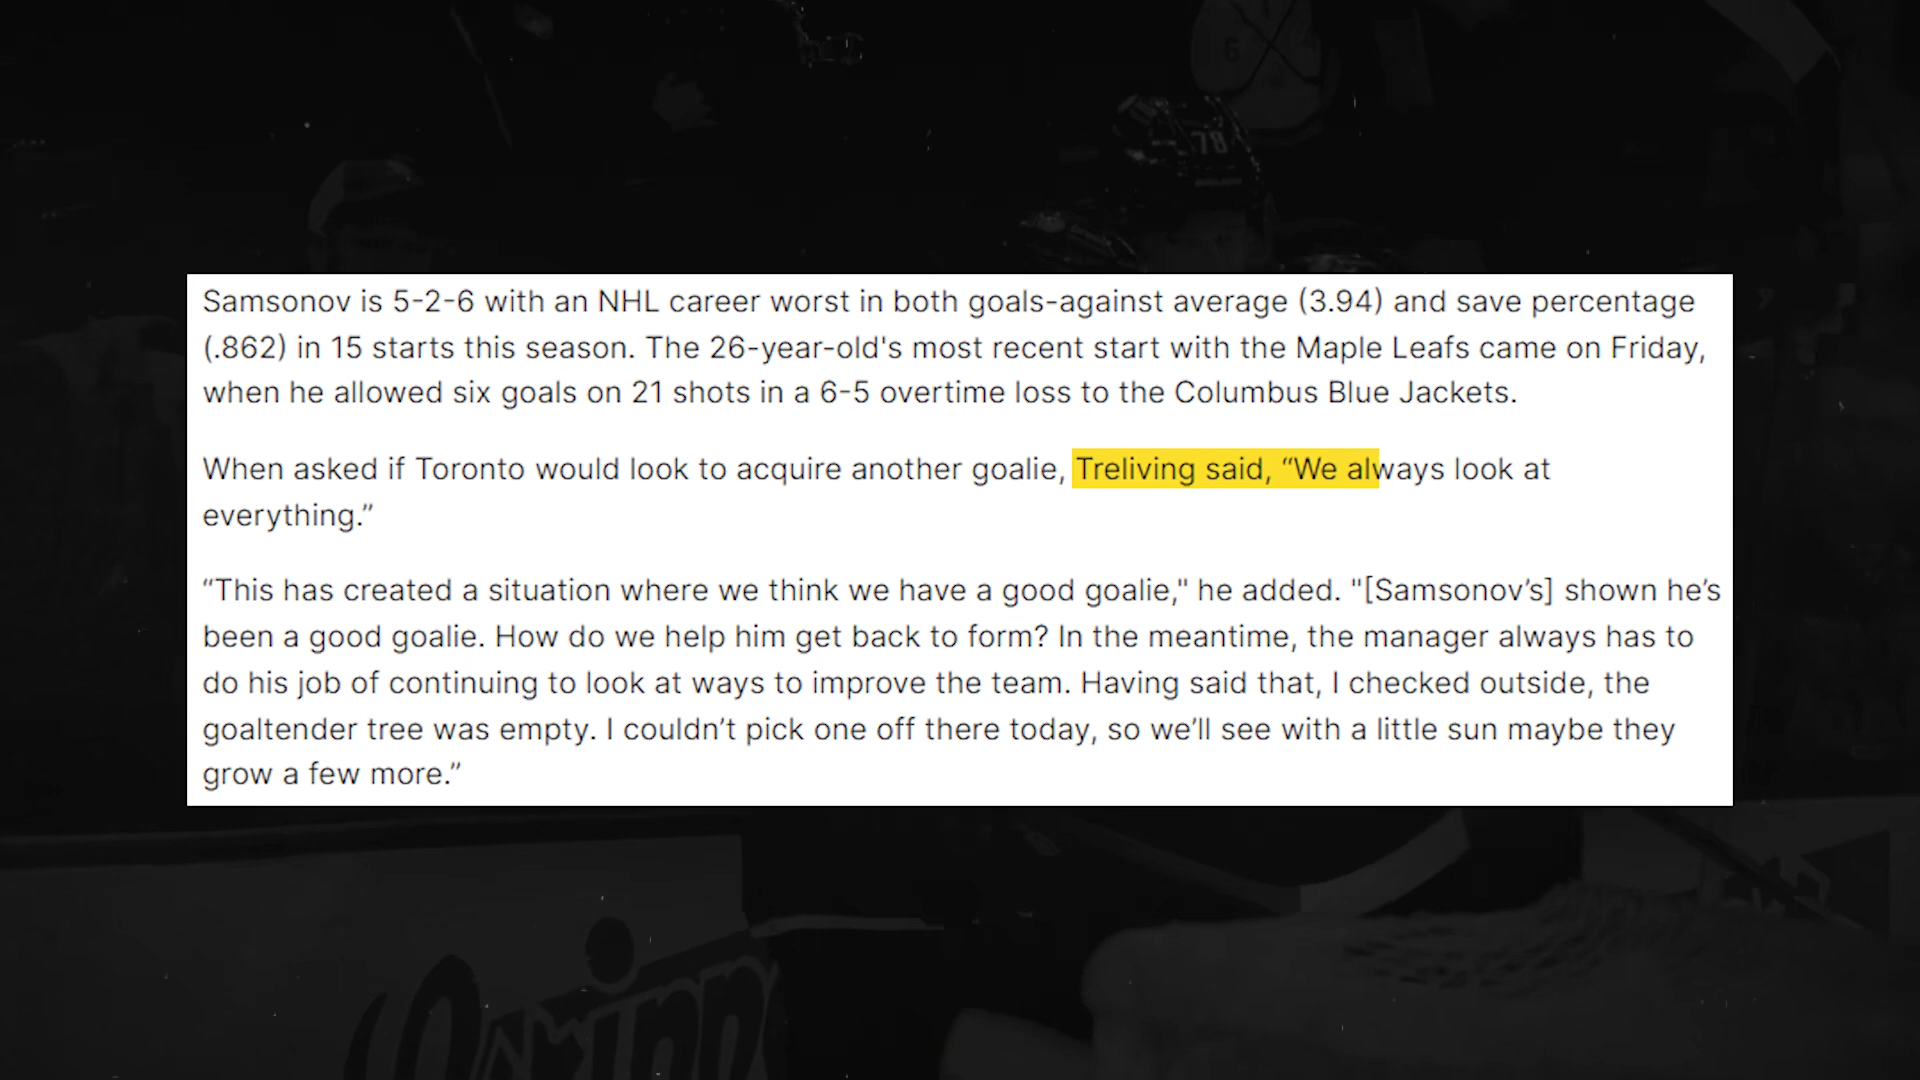 6
78
Samsonov is 5-2-6 with an NHL career worst in both goals-against average (3.94) and save percentage
(.862) in 15 starts this season. The 26-year-old's most recent start with the Maple Leafs came on Friday,
when he allowed six goals on 21 shots in a 6-5 overtime loss to the Columbus Blue Jackets.
When asked if Toronto would look to acquire another goalie, Treliving said, “We always look at
everything.”
“This has created a situation where we think we have a good goalie," he added. "[Samsonov’s] shown he’s
been a good goalie. How do we help him get back to form? In the meantime, the manager always has to
do his job of continuing to look at ways to improve the team. Having said that, I checked outside, the
goaltender tree was empty. I couldn’t pick one off there today, so we’ll see with a little sun maybe they
grow a few more.”